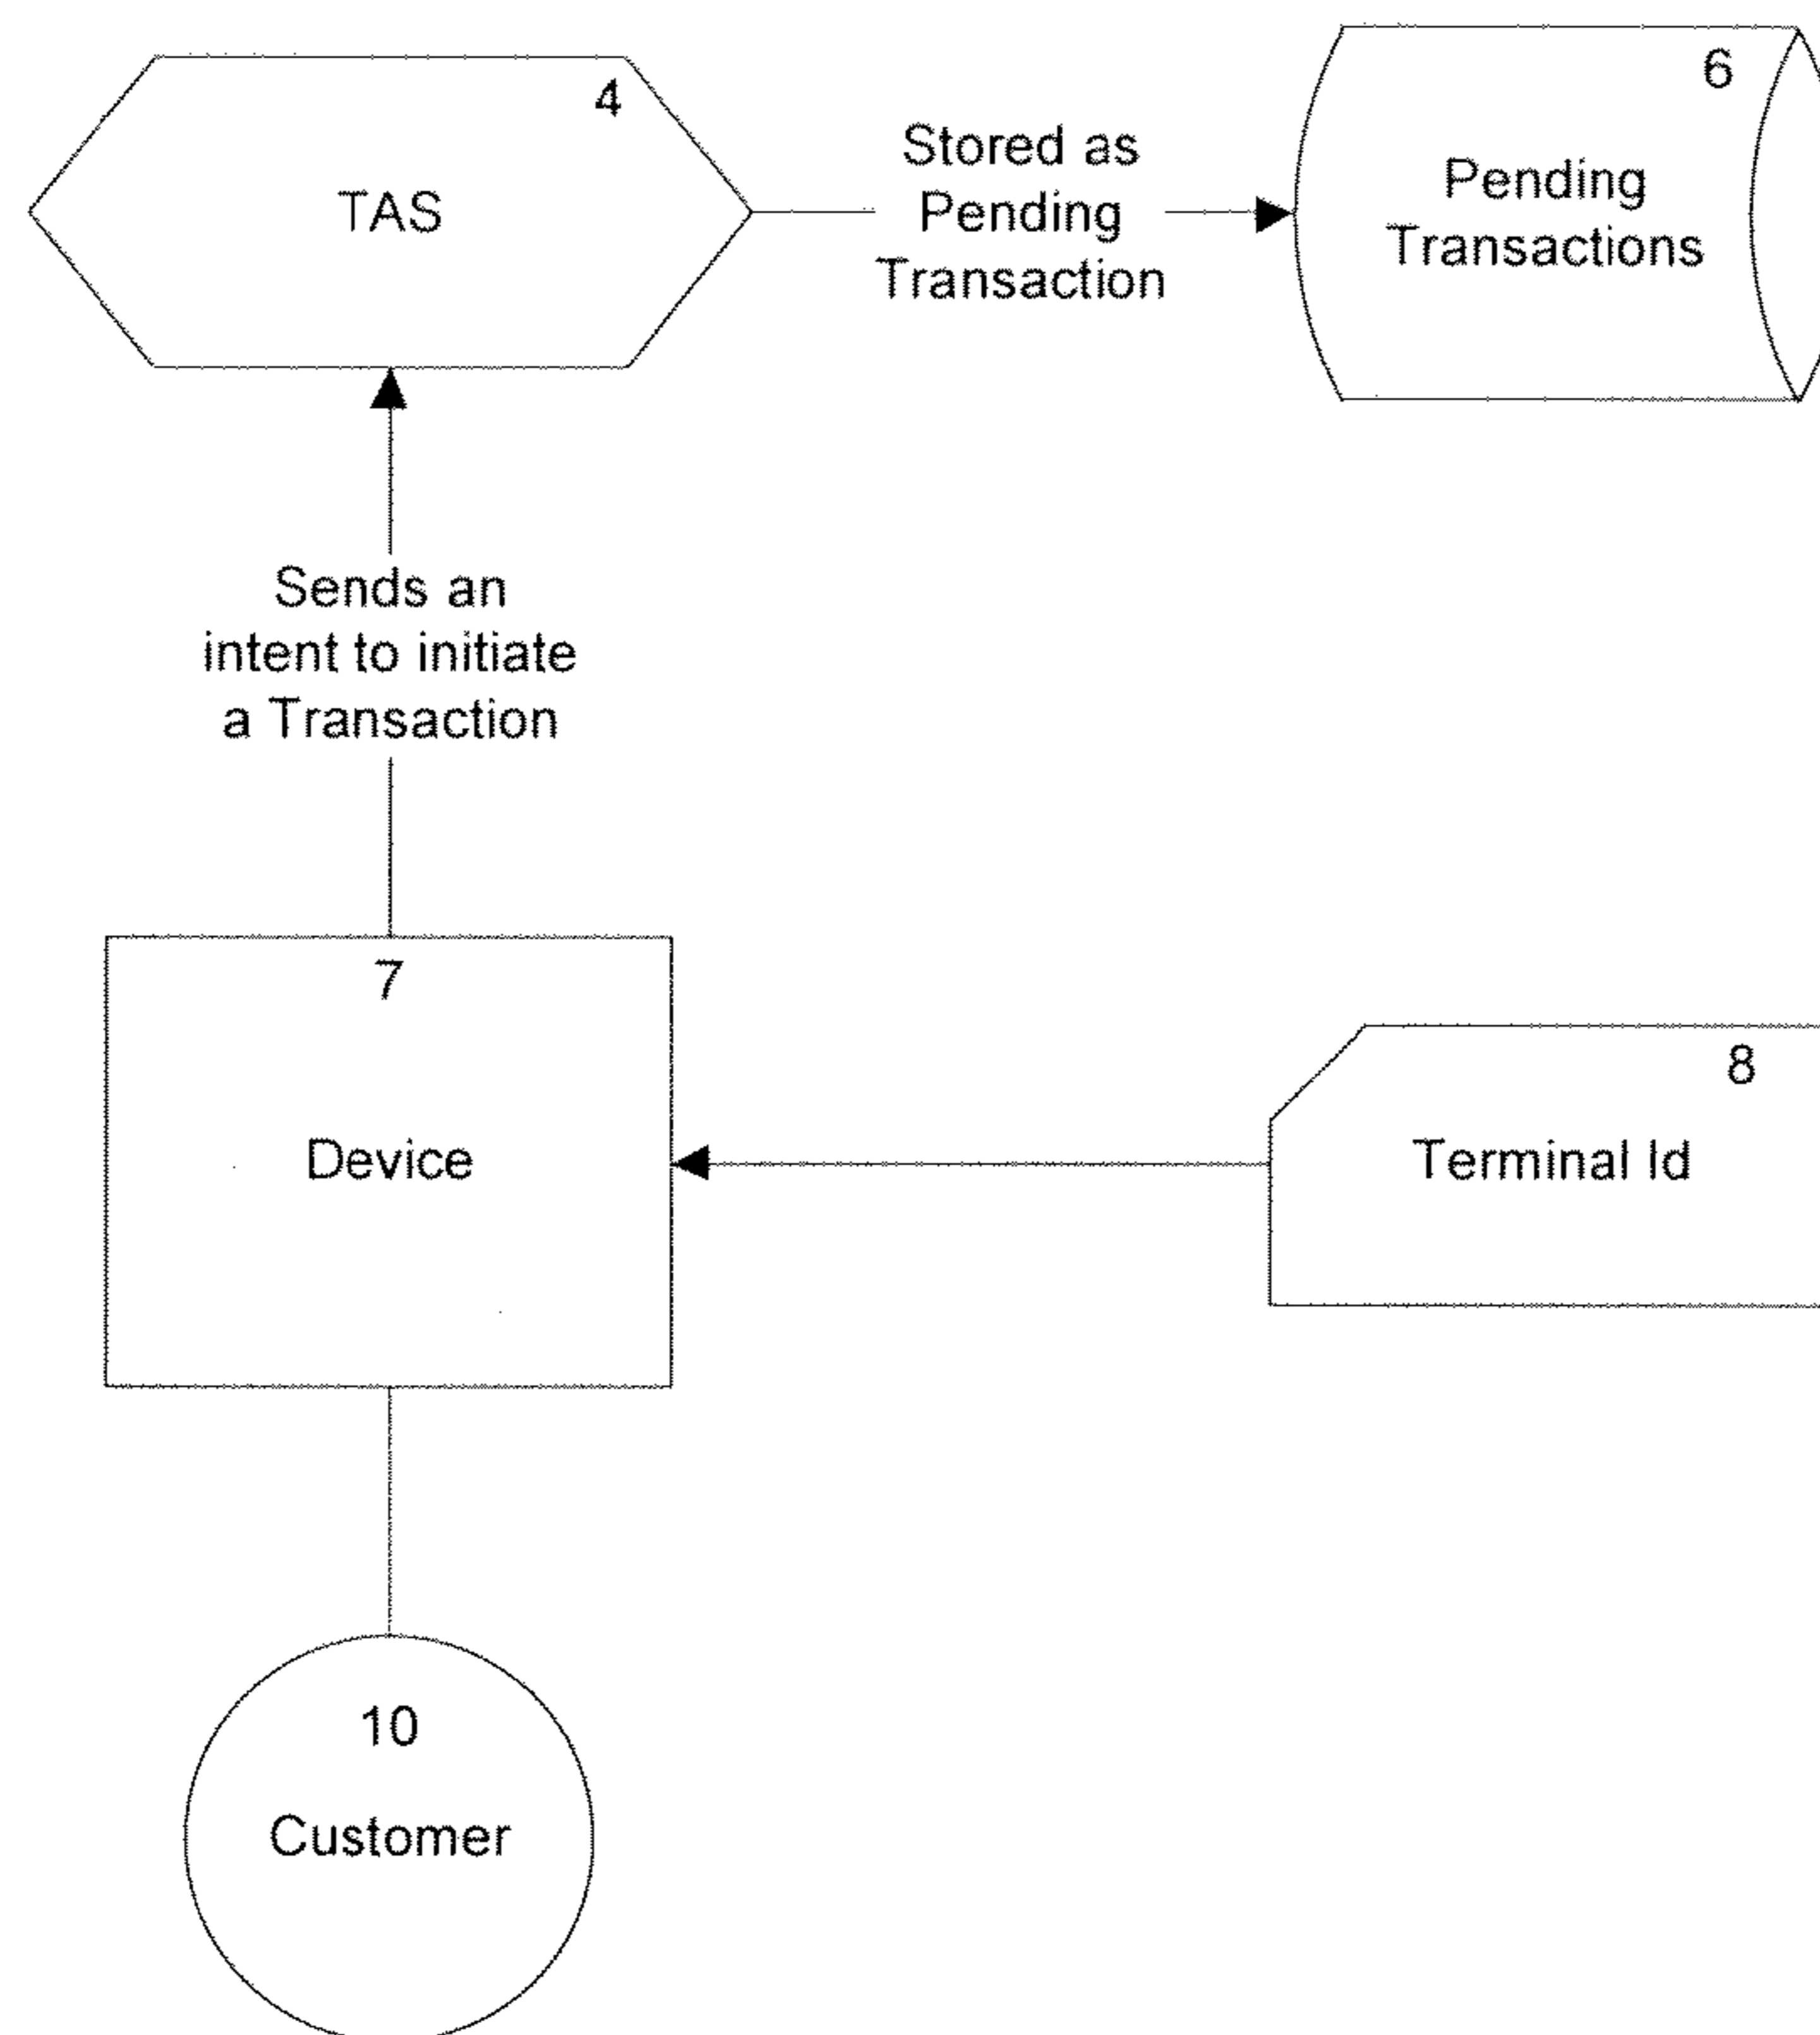 4
TAS
Stored as
Pending
Transaction
6
Pending
Transactions
Sends an
intent to initiate
a Transaction
7
Device
8
Terminal Id
10
Customer